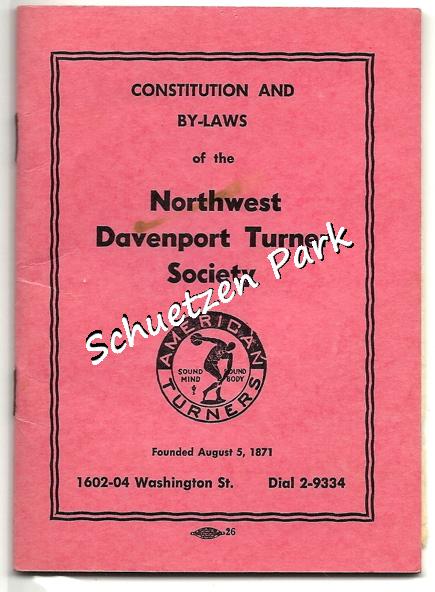 CONSTITUTION AND
BY-LAWS
of the
Northwest
Davenport Turner
Society
Schuetzen Park
AMERICAN
SOUND MIND
SOUND BODY
TURNERS
Founded August 5, 1871
1602-04 Washington St. Dial 2-9334
26